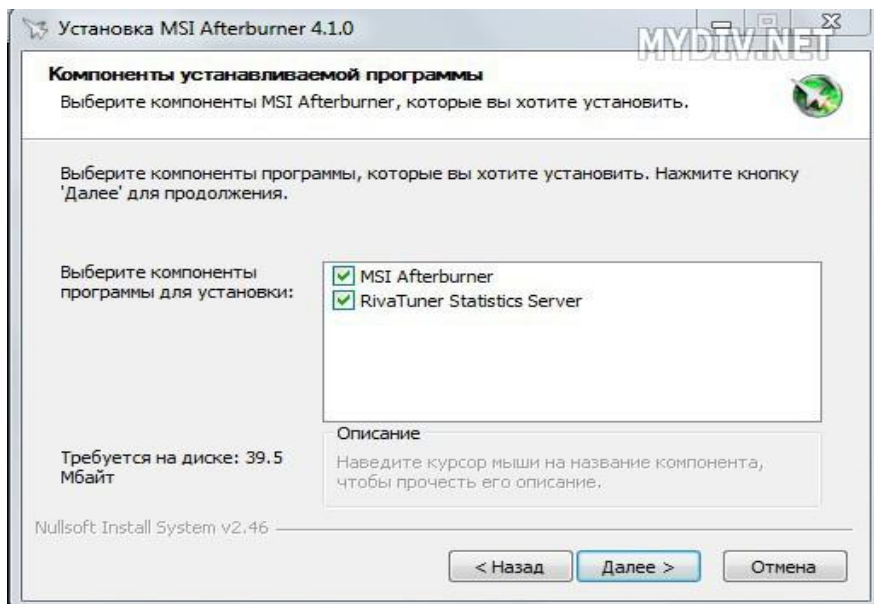 Установка MSI Afterburner 4.1.0
MYDIV.NET
Компоненты устанавливаемой программы
Выберите компоненты MSI Afterburner, которые вы хотите установить.
Выберите компоненты программы, которые вы хотите установить. Нажмите кнопку
'Далее' для продолжения.
Выберите компоненты
программы для установки:
MSI Afterburner
RivaTuner Statistics Server
Требуется на диске: 39.5
Мбайт
Описание
Наведите курсор мыши на название компонента,
чтобы прочесть его описание.
Nullsoft Install System v2.46
< Назад
Далее >
Отмена